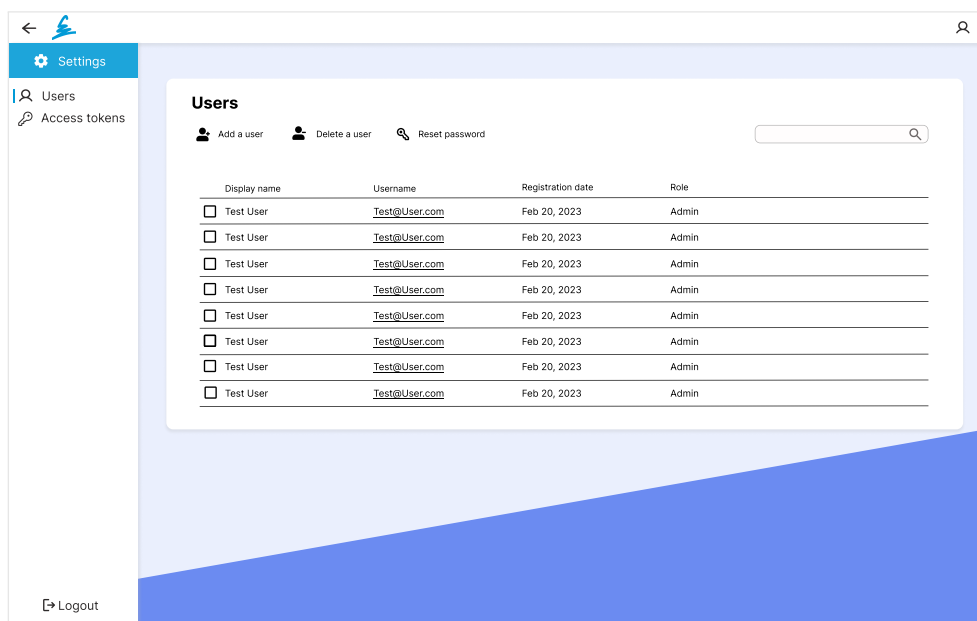 Settings
Users
Access tokens
Users
Add a user Delete a user Reset password
Display name Username Registration date Role
Test User Test@User.com Feb 20, 2023 Admin
Test User Test@User.com Feb 20, 2023 Admin
Test User Test@User.com Feb 20, 2023 Admin
Test User Test@User.com Feb 20, 2023 Admin
Test User Test@User.com Feb 20, 2023 Admin
Test User Test@User.com Feb 20, 2023 Admin
Test User Test@User.com Feb 20, 2023 Admin
Test User Test@User.com Feb 20, 2023 Admin
Logout